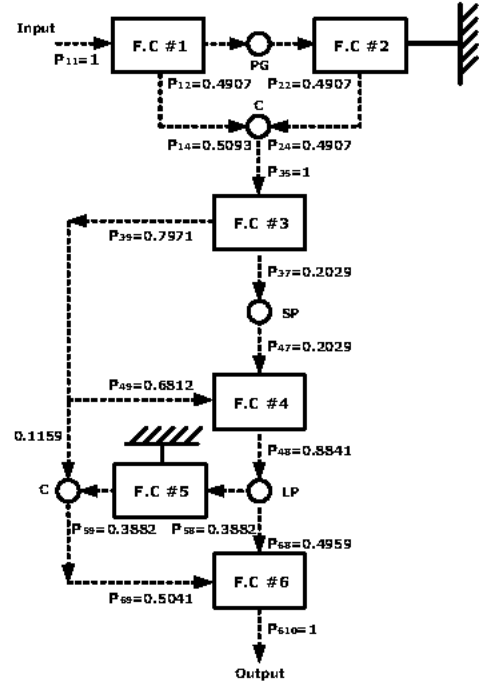 Input
P11=1
F.C #1
PG
F.C #2
P12=0.4907
P22=0.4907
C
P14=0.5093
P24=0.4907
P35=1
F.C #3
P39=0.7971
P37=0.2029
SP
P47=0.2029
P49=0.6812
F.C #4
0.1159
P48=0.8841
C
F.C #5
LP
P59=0.3882
P58=0.3882
P68=0.4959
F.C #6
P69=0.5041
P610=1
Output